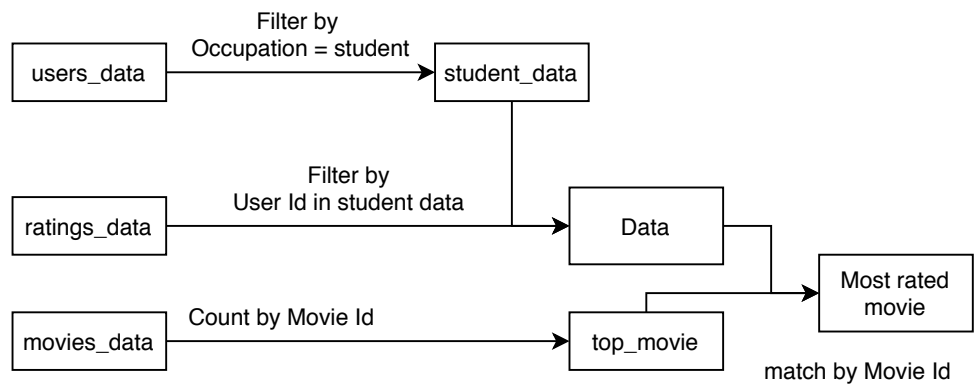 Filter by
Occupation = student
users_data
student_data
Filter by
User Id in student data
ratings_data
Data
Most rated
movie
Count by Movie Id
movies_data
top_movie
match by Movie Id